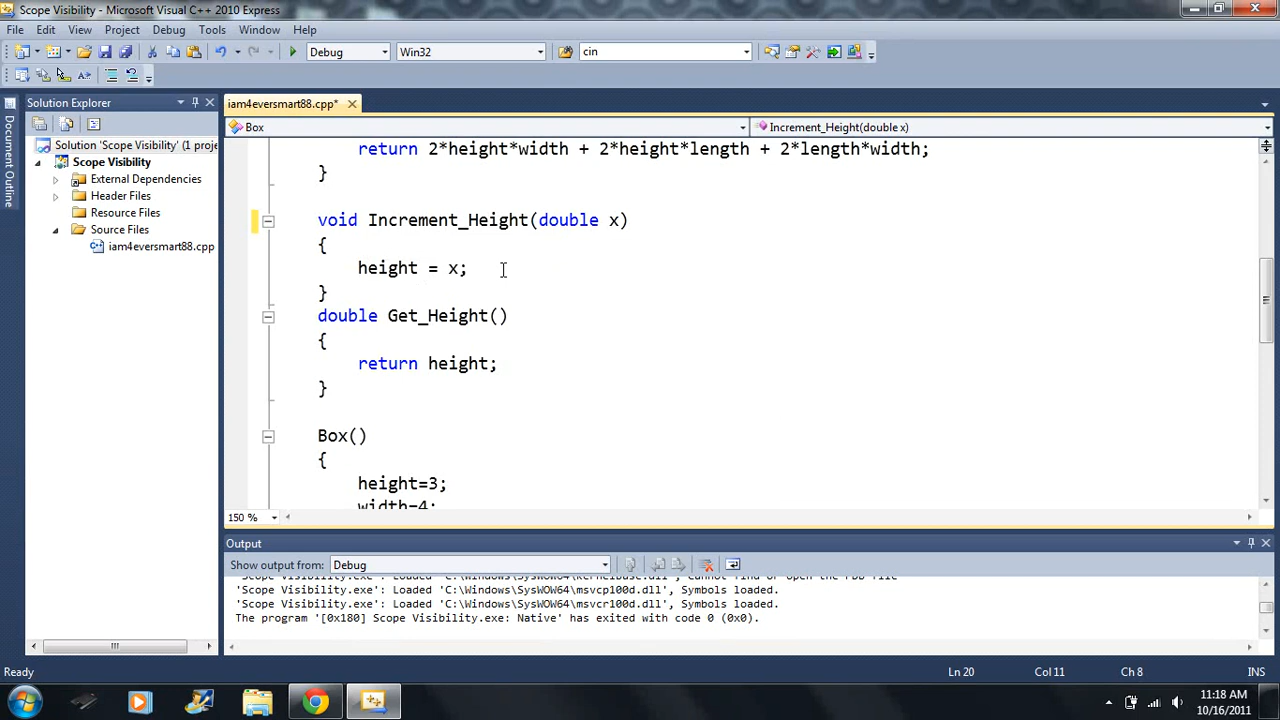 Scope Visibility - Microsoft Visual C++ 2010 Express
File Edit View Project Debug Tools Window Help
Debug Win32 cin
Solution Explorer
iam4eversmart88.cpp*
Document Outline
Box
Increment_Height(double x)
Solution 'Scope Visibility' (1 proje
Scope Visibility
External Dependencies
Header Files
Resource Files
Source Files
iam4eversmart88.cpp
return 2*height*width + 2*height*length + 2*length*width;
}
void Increment_Height(double x)
{
height = x;
}
double Get_Height()
{
return height;
}
Box()
{
height=3;
width=4;
150 %
Output
Show output from: Debug
'Scope Visibility.exe': Loaded 'C:\Windows\SysWOW64\KernelBase.dll', Cannot find or open the PDB file
'Scope Visibility.exe': Loaded 'C:\Windows\SysWOW64\msvcp100d.dll', Symbols loaded.
'Scope Visibility.exe': Loaded 'C:\Windows\SysWOW64\msvcr100d.dll', Symbols loaded.
The program '[0x180] Scope Visibility.exe: Native' has exited with code 0 (0x0).
Ready
Ln 20 Col 11 Ch 8 INS
11:18 AM
10/16/2011